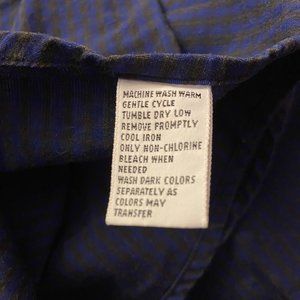 MACHINE WASH WARM
GENTLE CYCLE
TUMBLE DRY LOW
REMOVE PROMPTLY
COOL IRON
ONLY NON-CHLORINE
BLEACH WHEN
NEEDED
WASH DARK COLORS
SEPARATELY AS
COLORS MAY
TRANSFER